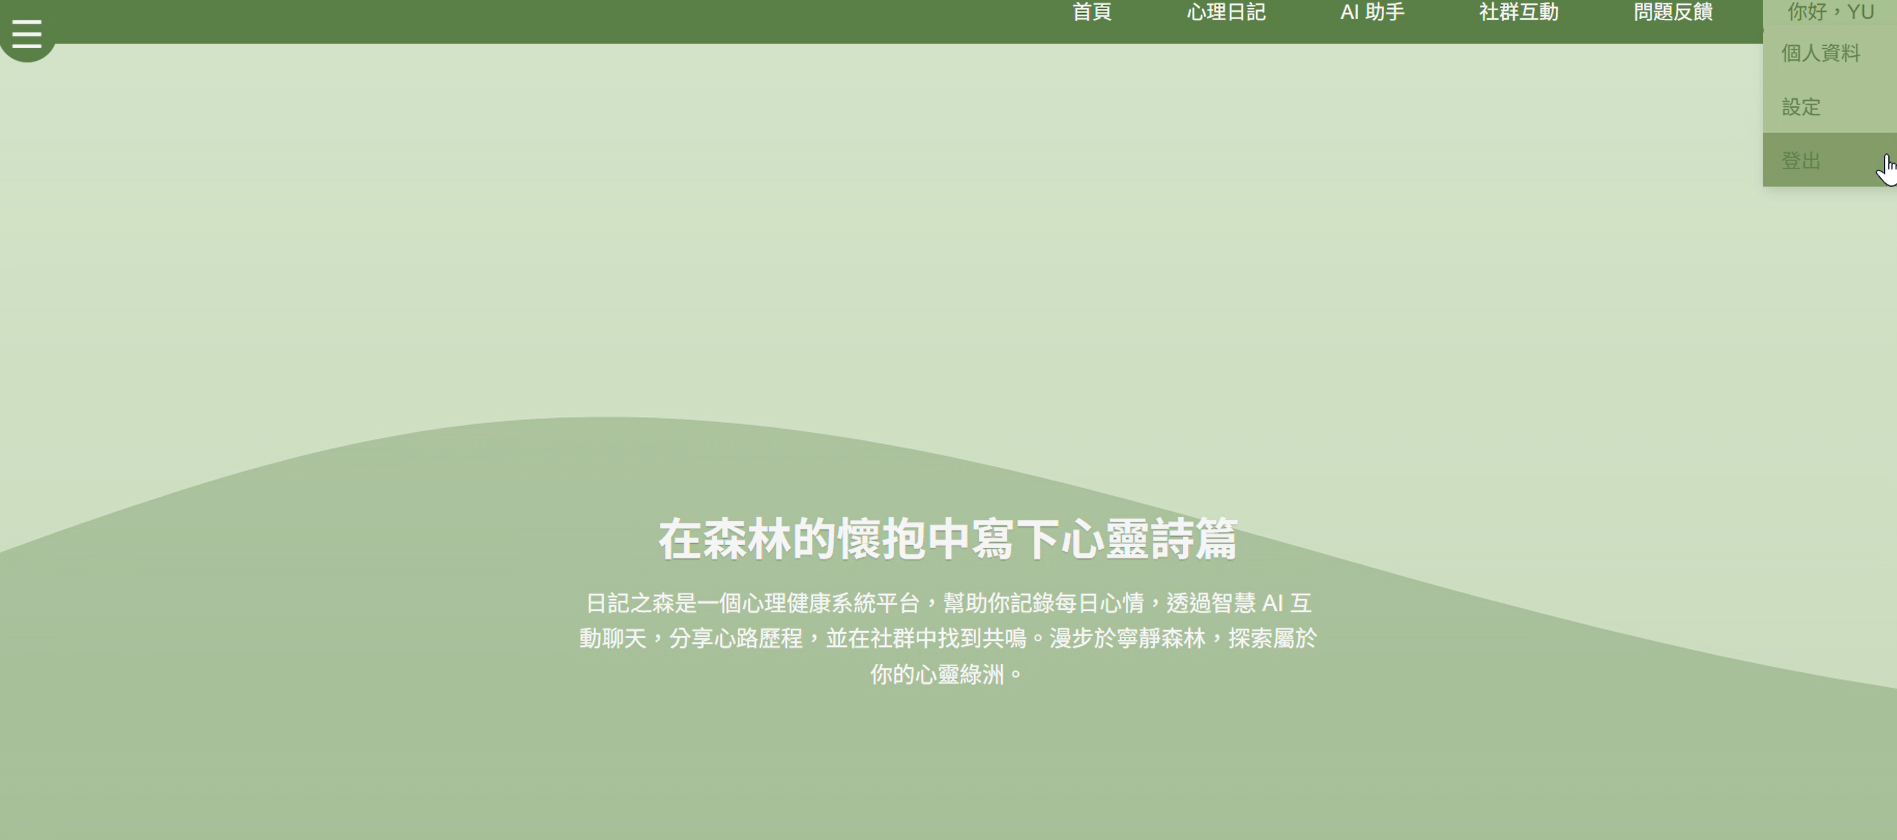 首頁
心理日記
AI 助手
社群互動
問題反饋
你好，YU
個人資料
設定
登出
在森林的懷抱中寫下心靈詩篇
日記之森是一個心理健康系統平台，幫助你記錄每日心情，透過智慧 AI 互
動聊天，分享心路歷程，並在社群中找到共鳴。漫步於寧靜森林，探索屬於
你的心靈綠洲。